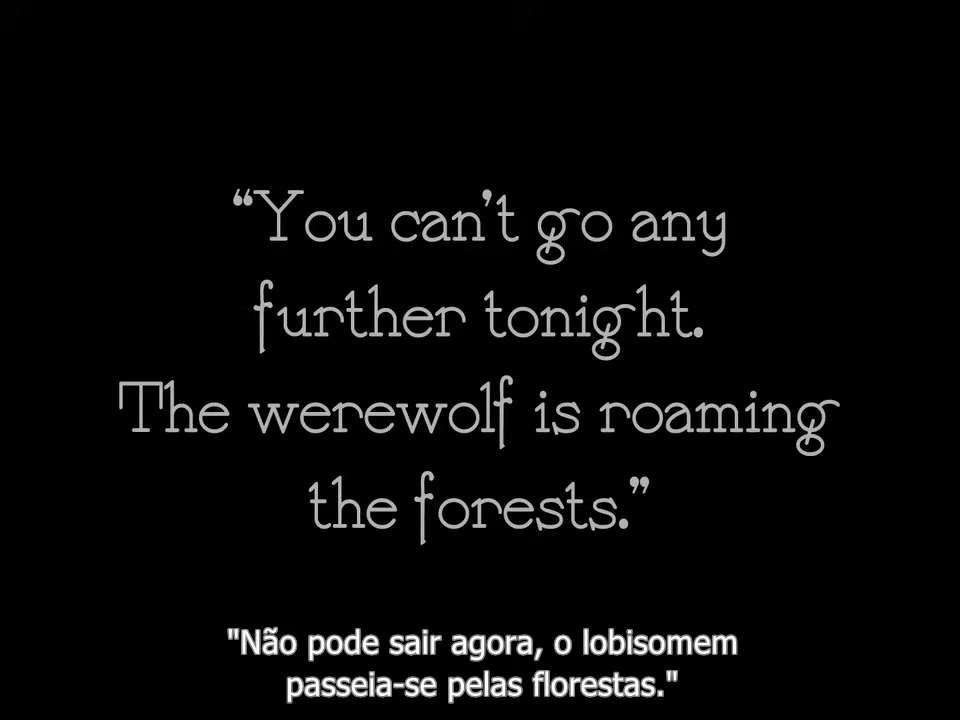 “You can’t go any
further tonight.
The werewolf is roaming
the forests.”
"Não pode sair agora, o lobisomem
passeia-se pelas florestas."